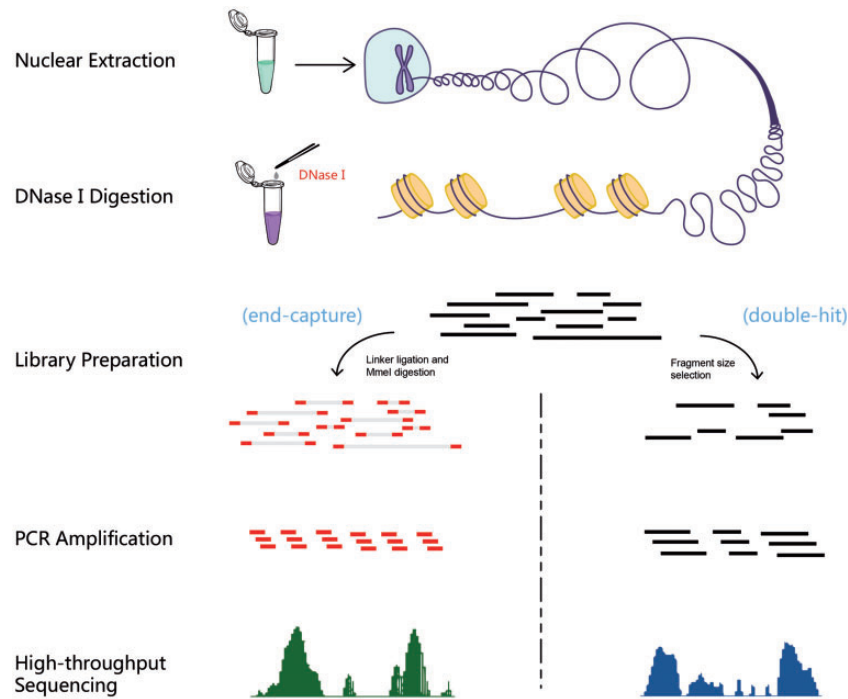 Nuclear Extraction
DNase I
DNase I Digestion
(end-capture)
(double-hit)
Library Preparation
Linker ligation and
MmeI digestion
Fragment size
selection
PCR Amplification
High-throughput
Sequencing